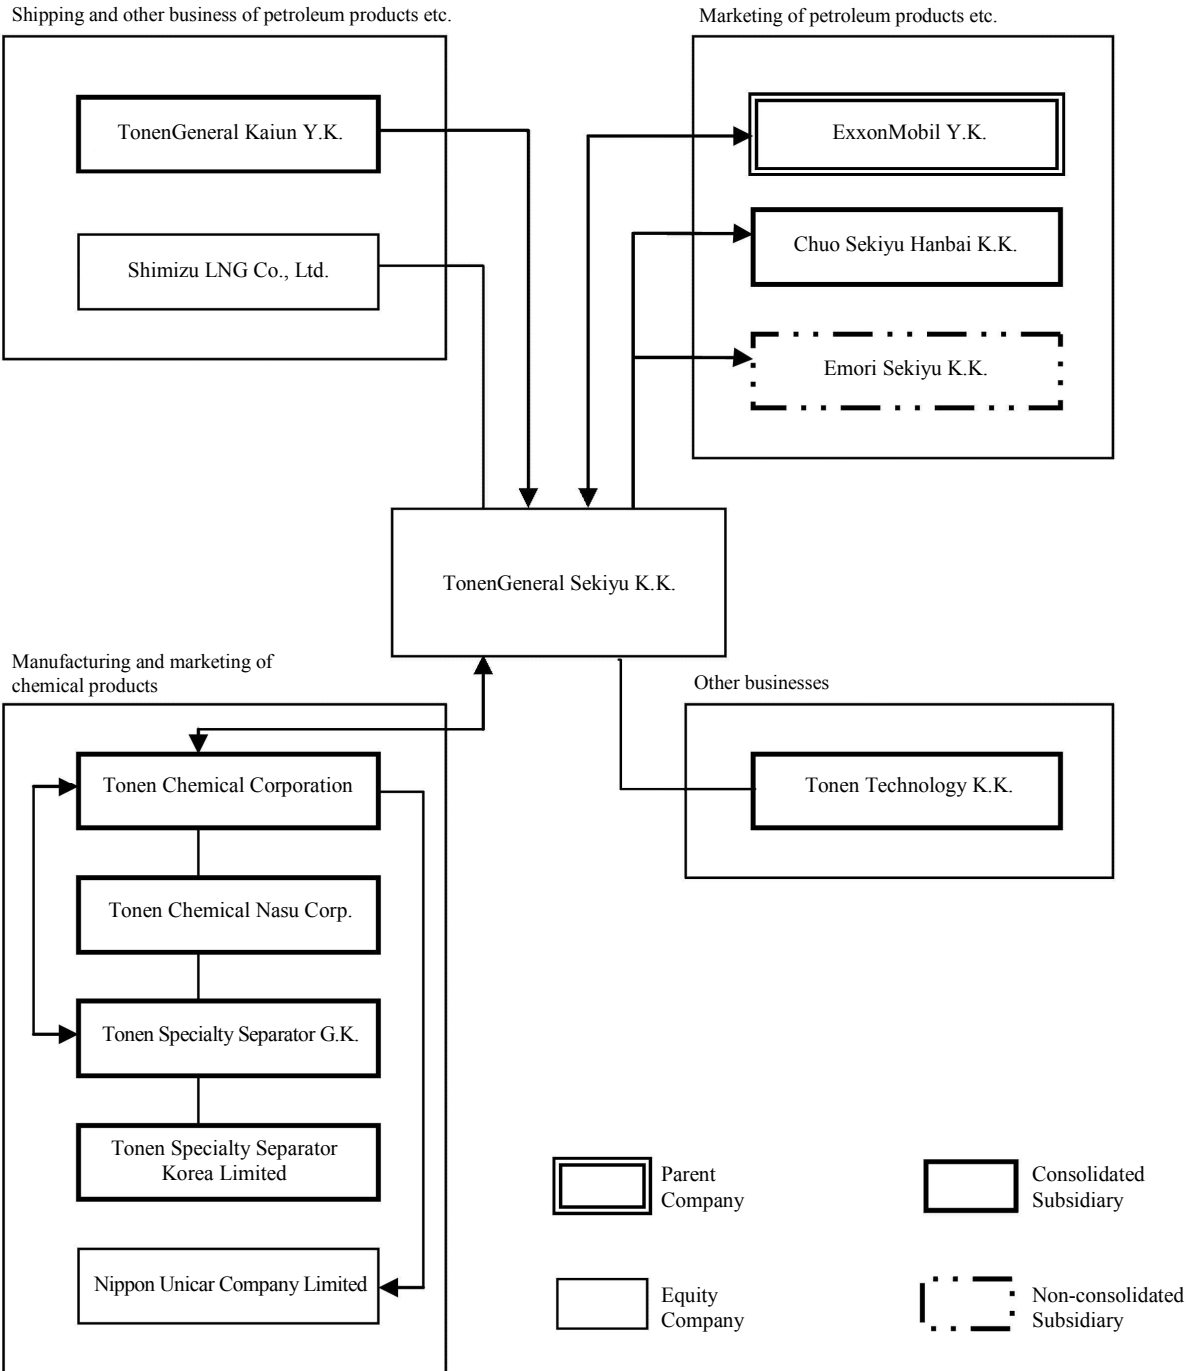 Shipping and other business of petroleum products etc.
Marketing of petroleum products etc.
TonenGeneral Kaiun Y.K.
ExxonMobil Y.K.
Shimizu LNG Co., Ltd.
Chuo Sekiyu Hanbai K.K.
Emori Sekiyu K.K.
TonenGeneral Sekiyu K.K.
Manufacturing and marketing of
chemical products
Other businesses
Tonen Chemical Corporation
Tonen Technology K.K.
Tonen Chemical Nasu Corp.
Tonen Specialty Separator G.K.
Tonen Specialty Separator
Korea Limited
Nippon Unicar Company Limited
Parent
Company
Consolidated
Subsidiary
Equity
Company
Non-consolidated
Subsidiary